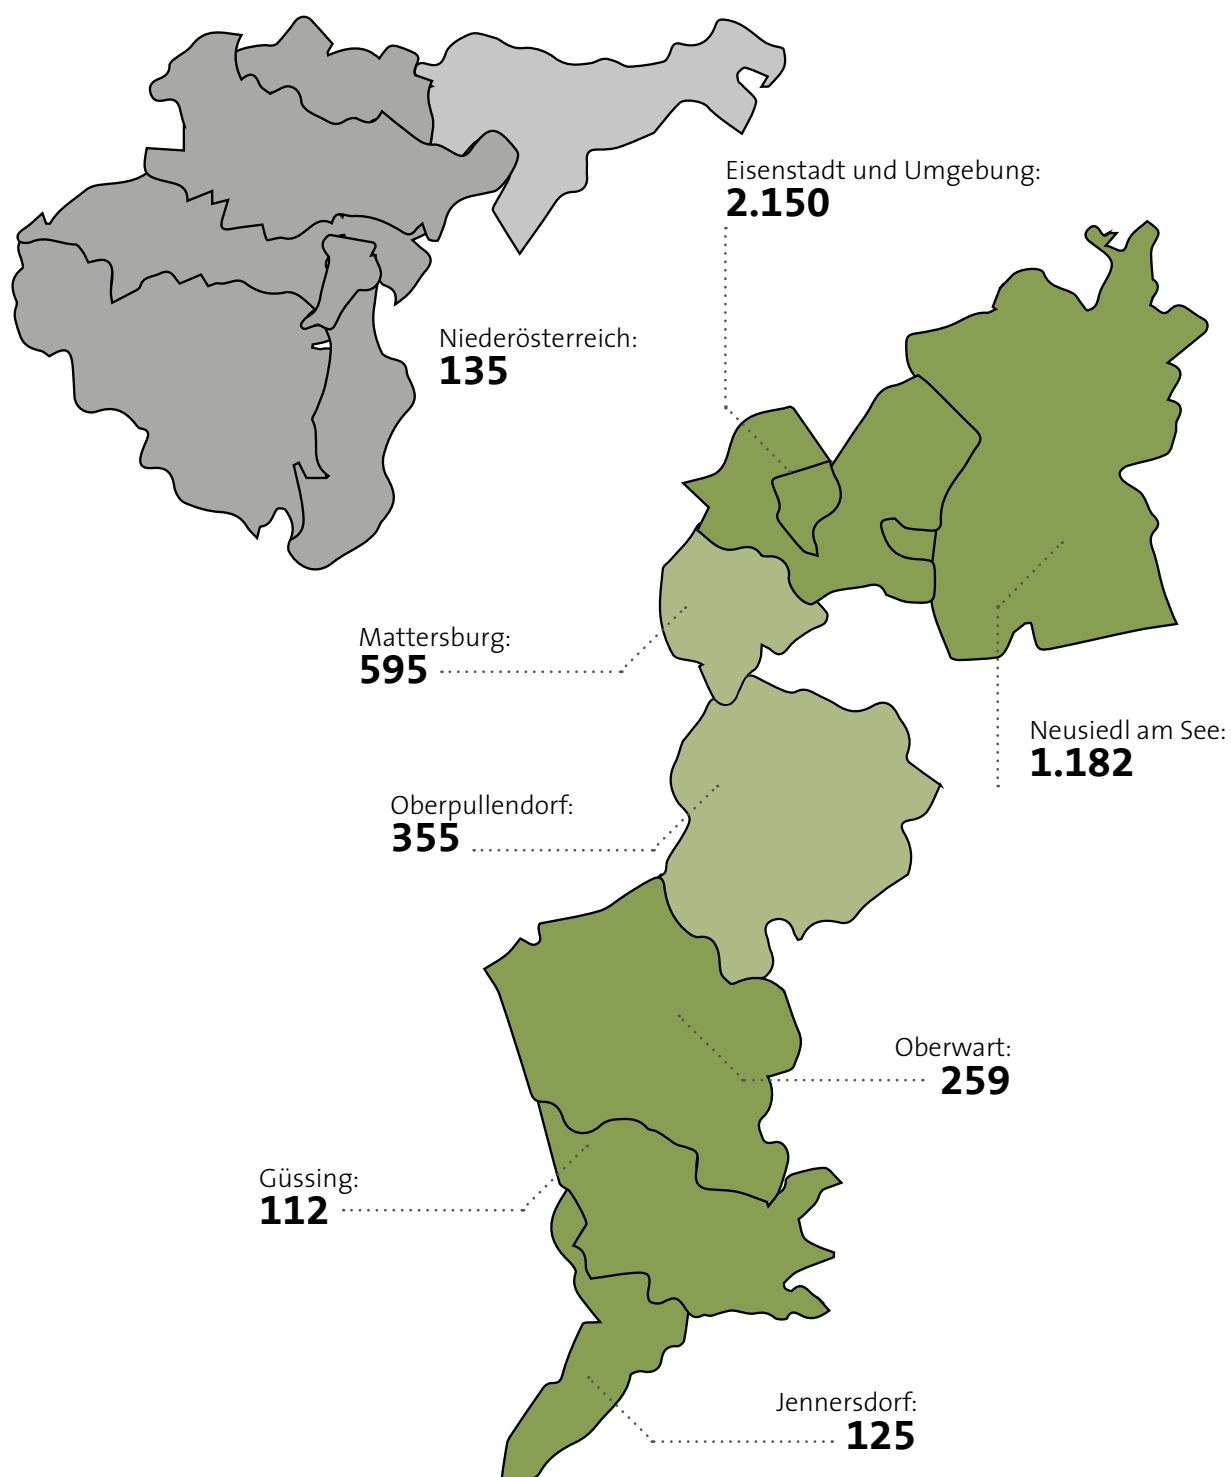 Eisenstadt und Umgebung:
2.150
Niederösterreich:
135
Mattersburg:
595
Neusiedl am See:
1.182
Oberpullendorf:
355
Oberwart:
259
Güssing:
112
Jennersdorf:
125